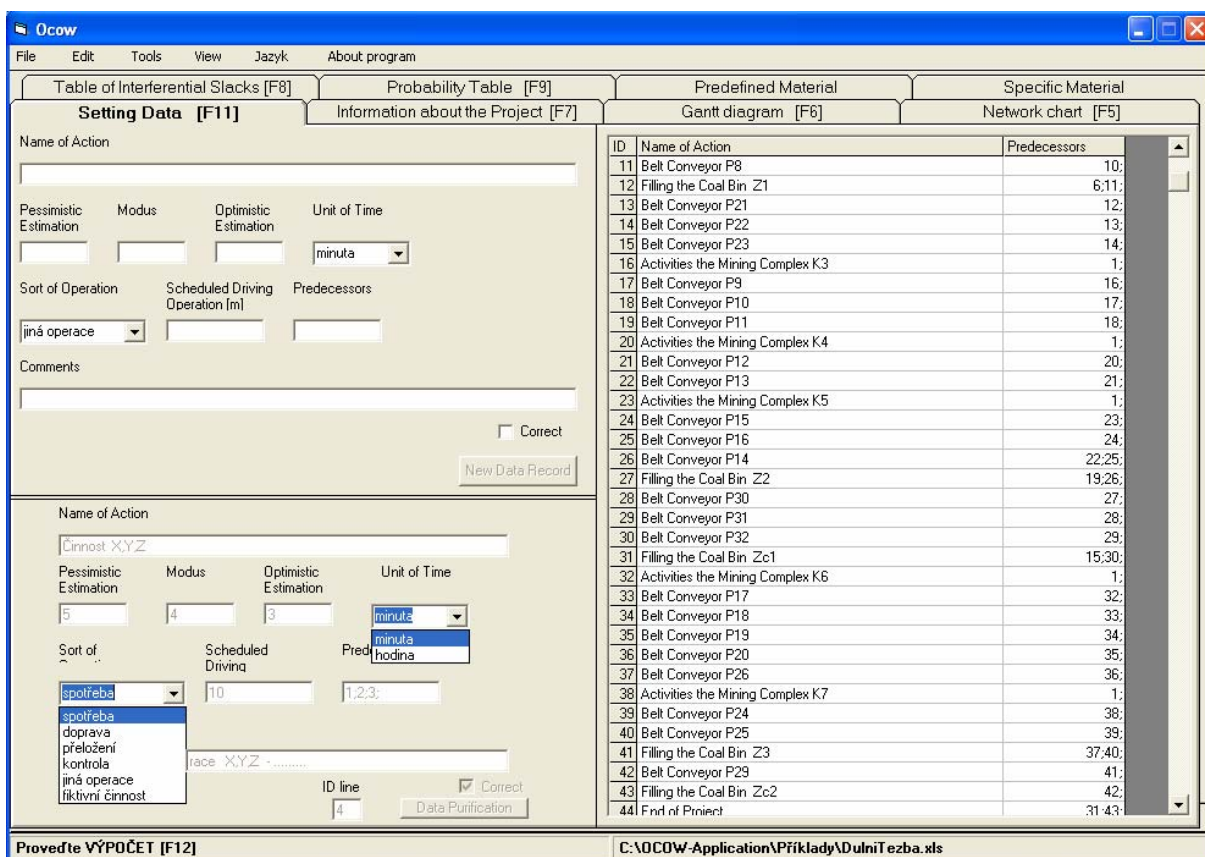 Ocow
File Edit Tools View Jazyk About program
Table of Interferential Slacks [F8] Probability Table [F9] Predefined Material Specific Material
Setting Data [F11] Information about the Project [F7] Gantt diagram [F6] Network chart [F5]
Name of Action
Pessimistic Estimation Modus Optimistic Estimation Unit of Time
minuta
Sort of Operation Scheduled Driving Operation [m] Predecessors
jiná operace
Comments
Correct
New Data Record
Name of Action
Činnost X,Y,Z
Pessimistic Estimation Modus Optimistic Estimation Unit of Time
5 4 3 minuta
minuta
hodina
Sort of Scheduled Driving
spotřeba 10 1;2;3;
spotřeba
doprava
přeložení
kontrola
jiná operace
fiktivní činnost
race X,Y,Z - .........
ID line Correct
4 Data Purification
ID Name of Action Predecessors
11 Belt Conveyor P8 10;
12 Filling the Coal Bin Z1 6;11;
13 Belt Conveyor P21 12;
14 Belt Conveyor P22 13;
15 Belt Conveyor P23 14;
16 Activities the Mining Complex K3 1;
17 Belt Conveyor P9 16;
18 Belt Conveyor P10 17;
19 Belt Conveyor P11 18;
20 Activities the Mining Complex K4 1;
21 Belt Conveyor P12 20;
22 Belt Conveyor P13 21;
23 Activities the Mining Complex K5 1;
24 Belt Conveyor P15 23;
25 Belt Conveyor P16 24;
26 Belt Conveyor P14 22;25;
27 Filling the Coal Bin Z2 19;26;
28 Belt Conveyor P30 27;
29 Belt Conveyor P31 28;
30 Belt Conveyor P32 29;
31 Filling the Coal Bin Zc1 15;30;
32 Activities the Mining Complex K6 1;
33 Belt Conveyor P17 32;
34 Belt Conveyor P18 33;
35 Belt Conveyor P19 34;
36 Belt Conveyor P20 35;
37 Belt Conveyor P26 36;
38 Activities the Mining Complex K7 1;
39 Belt Conveyor P24 38;
40 Belt Conveyor P25 39;
41 Filling the Coal Bin Z3 37;40;
42 Belt Conveyor P29 41;
43 Filling the Coal Bin Zc2 42;
44 End of Project 31;43;
Proveďte VÝPOČET [F12] C:\OCOW-Application\Příklady\DulniTezba.xls